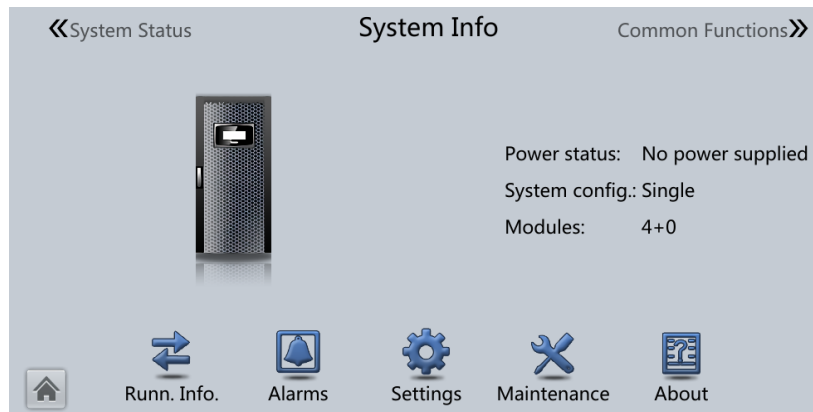 «System Status System Info Common Functions»
Power status: No power supplied
System config.: Single
Modules: 4+0
Runn. Info. Alarms Settings Maintenance About